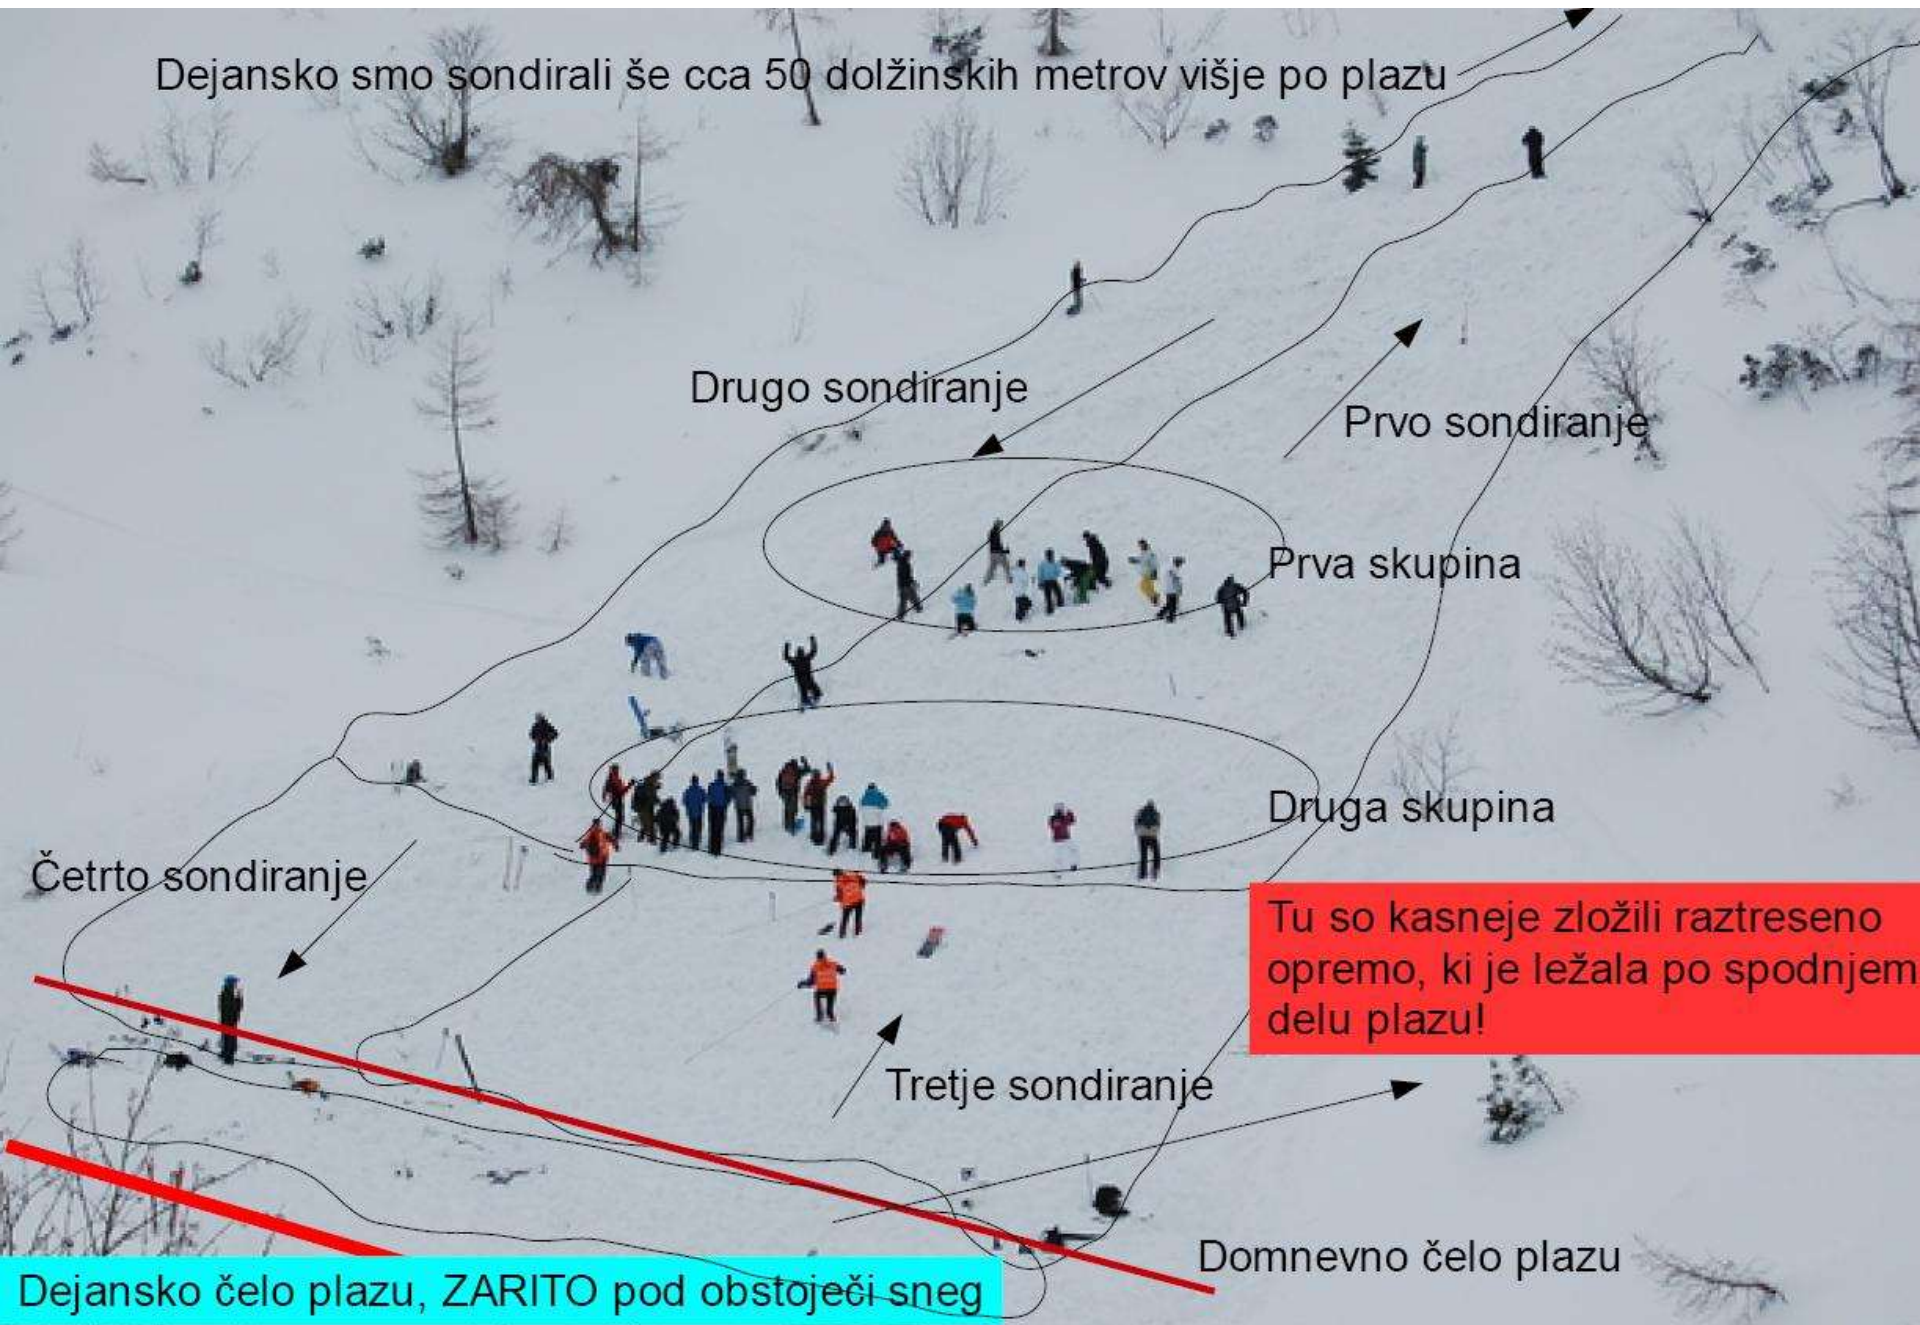 Dejansko smo sondirali še cca 50 dolžinskih metrov višje po plazu
Drugo sondiranje
Prvo sondiranje
Prva skupina
Druga skupina
Četrto sondiranje
Tu so kasneje zložili raztreseno
opremo, ki je ležala po spodnjem
delu plazu!
Tretje sondiranje
Domnevno čelo plazu
Dejansko čelo plazu, ZARITO pod obstoječi sneg